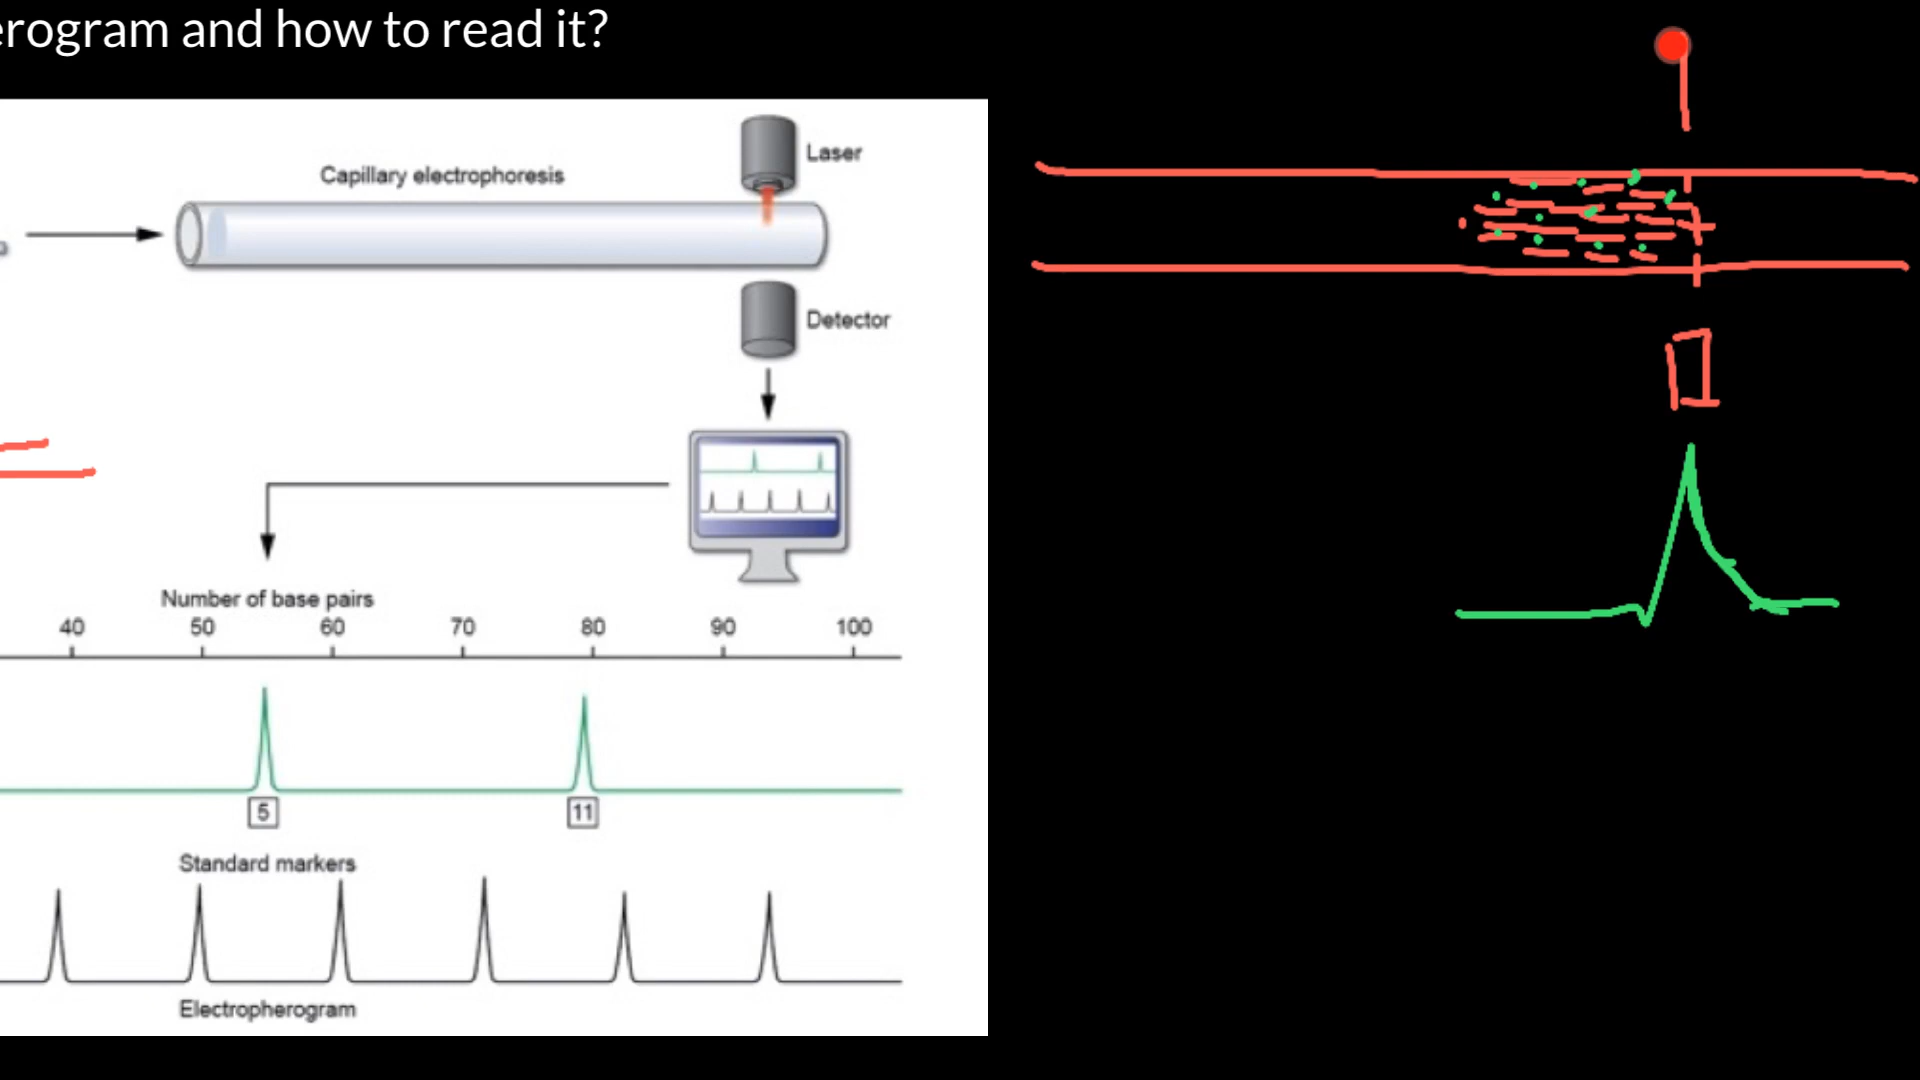 erogram and how to read it?
Capillary electrophoresis
Laser
Detector
Number of base pairs
40 50 60 70 80 90 100
5 11
Standard markers
Electropherogram